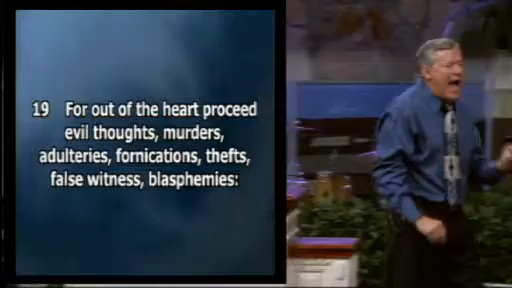 19 For out of the heart proceed
evil thoughts, murders,
adulteries, fornications, thefts,
false witness, blasphemies: